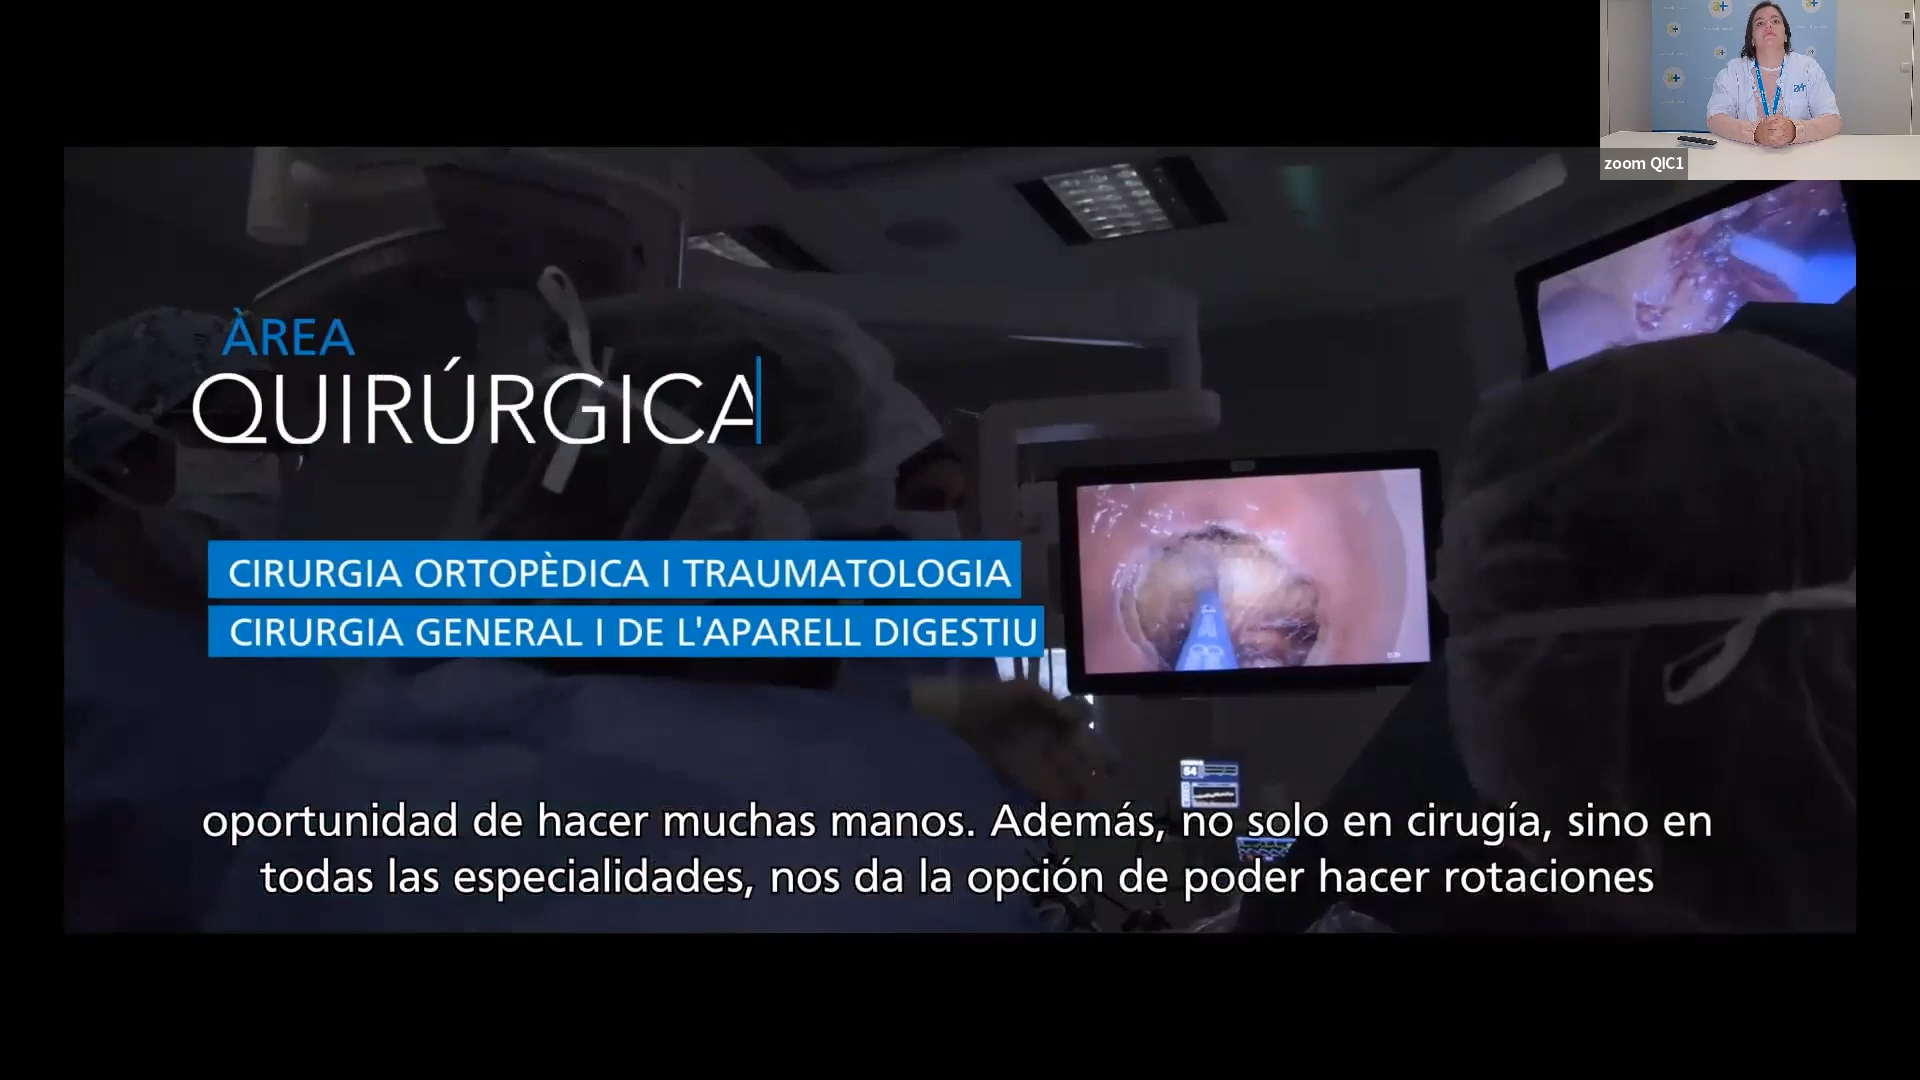 zoom QIC1
ÀREA
QUIRÚRGICA
CIRURGIA ORTOPÈDICA I TRAUMATOLOGIA
CIRURGIA GENERAL I DE L'APARELL DIGESTIU
54
oportunidad de hacer muchas manos. Además, no solo en cirugía, sino en
todas las especialidades, nos da la opción de poder hacer rotaciones